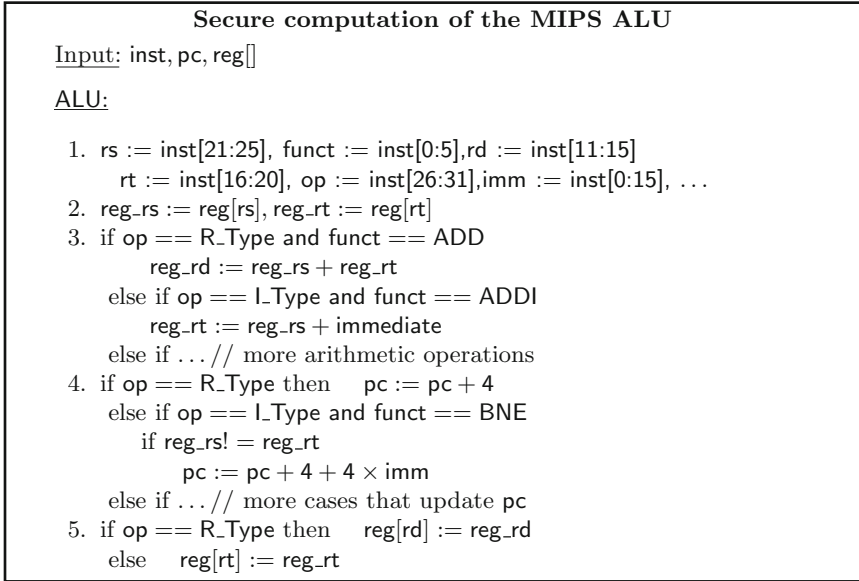 Secure computation of the MIPS ALU
Input: inst, pc, reg[]
ALU:
1. rs := inst[21:25], funct := inst[0:5],rd := inst[11:15]
rt := inst[16:20], op := inst[26:31],imm := inst[0:15], ...
2. reg_rs := reg[rs], reg_rt := reg[rt]
3. if op == R_Type and funct == ADD
reg_rd := reg_rs + reg_rt
else if op == I_Type and funct == ADDI
reg_rt := reg_rs + immediate
else if ...// more arithmetic operations
4. if op == R_Type then pc := pc + 4
else if op == I_Type and funct == BNE
if reg_rs! = reg_rt
pc := pc + 4 + 4 × imm
else if ...// more cases that update pc
5. if op == R_Type then reg[rd] := reg_rd
else reg[rt] := reg_rt